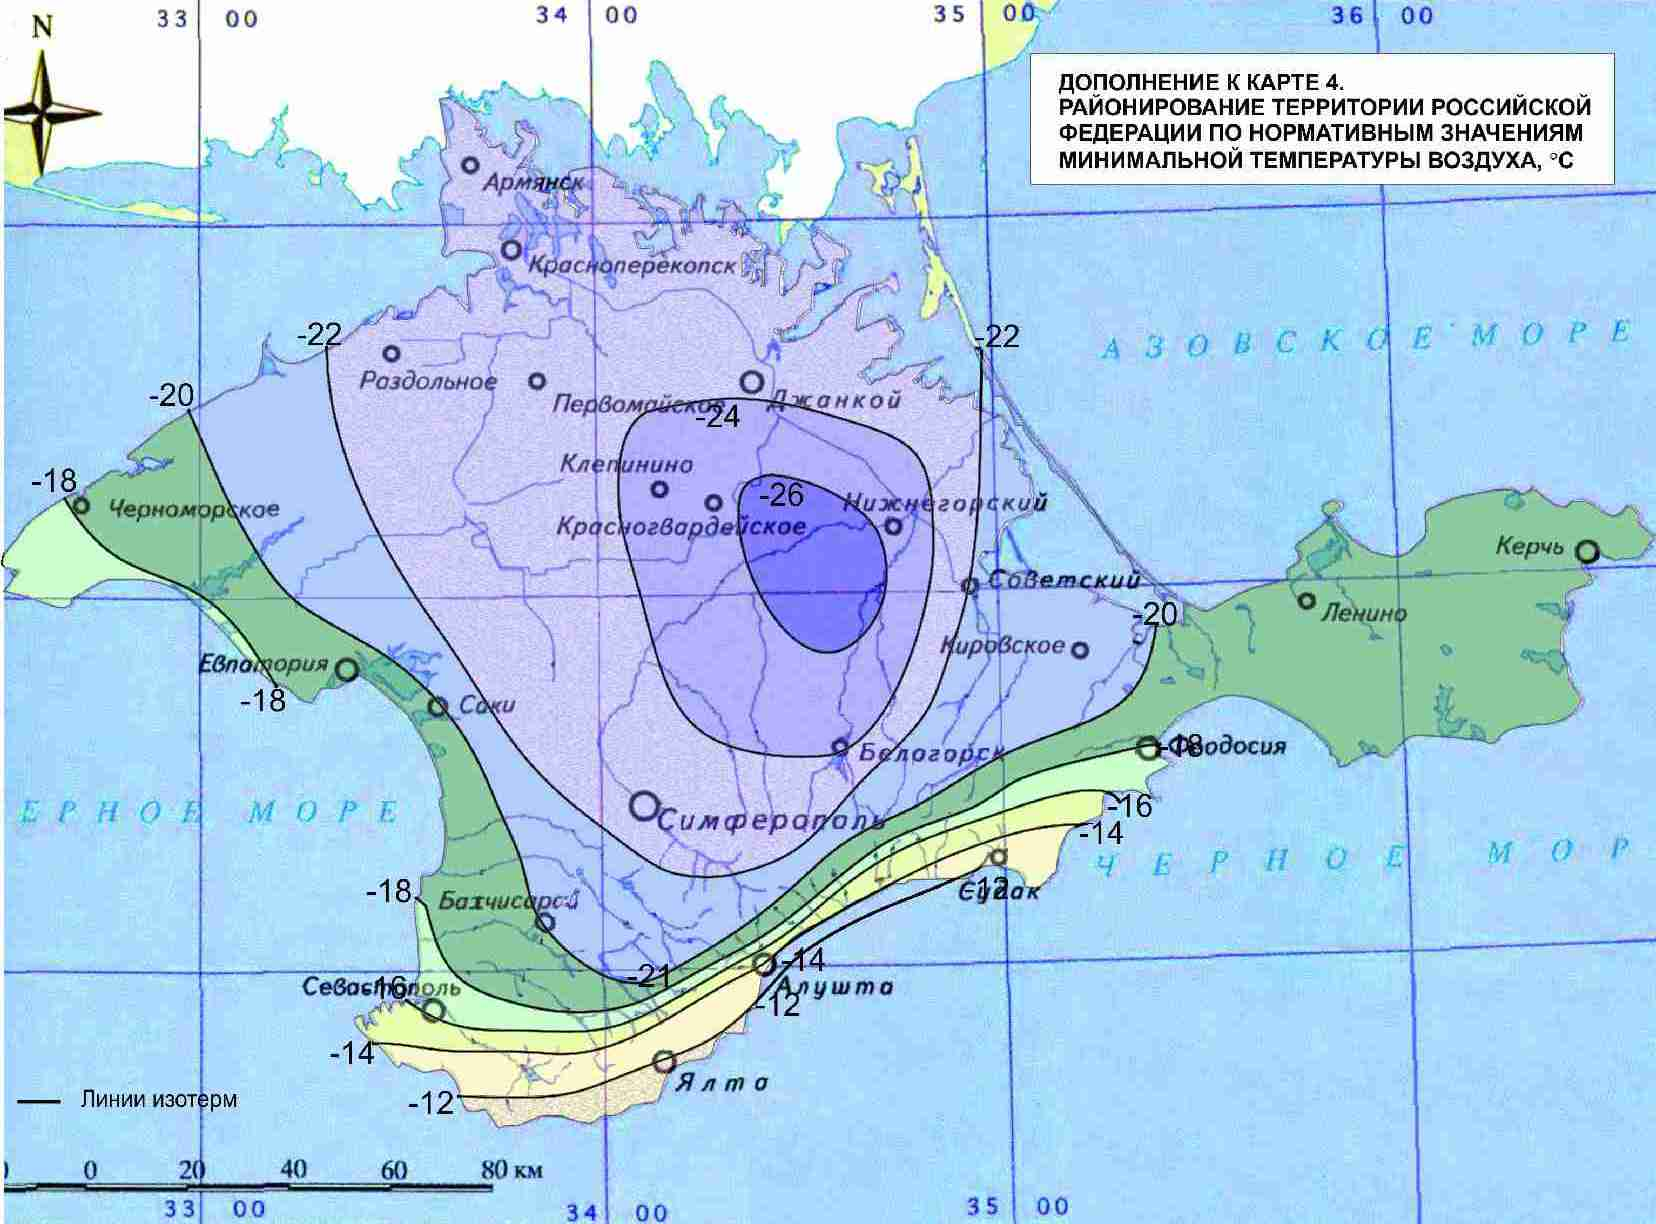 33 00
34 00
35 00
36 00
N
ДОПОЛНЕНИЕ К КАРТЕ 4.
РАЙОНИРОВАНИЕ ТЕРРИТОРИИ РОССИЙСКОЙ
ФЕДЕРАЦИИ ПО НОРМАТИВНЫМ ЗНАЧЕНИЯМ
МИНИМАЛЬНОЙ ТЕМПЕРАТУРЫ ВОЗДУХА, °С
Армянск
Красноперекопск
-22
-22
АЗОВСКОЕ МОРЕ
Раздольное
Первомайское
Джанкой
-20
-24
Клепинино
-18
-26
Нижнегорский
Черноморское
Красногвардейское
Керчь
Советский
-20
Ленино
Кировское
Евпатория
-18
Саки
Белогорск
-18
Феодосия
ЕРНОЕ МОРЕ
Симферополь
-16
-14
ЧЕРНОЕ МОР
-18
Бахчисарай
-12
Судак
-21
-14
Севастополь
-16
Алушта
-12
-14
Ялта
-12
Линии изотерм
0 20 40 60 80 км
33 00
34 00
35 00